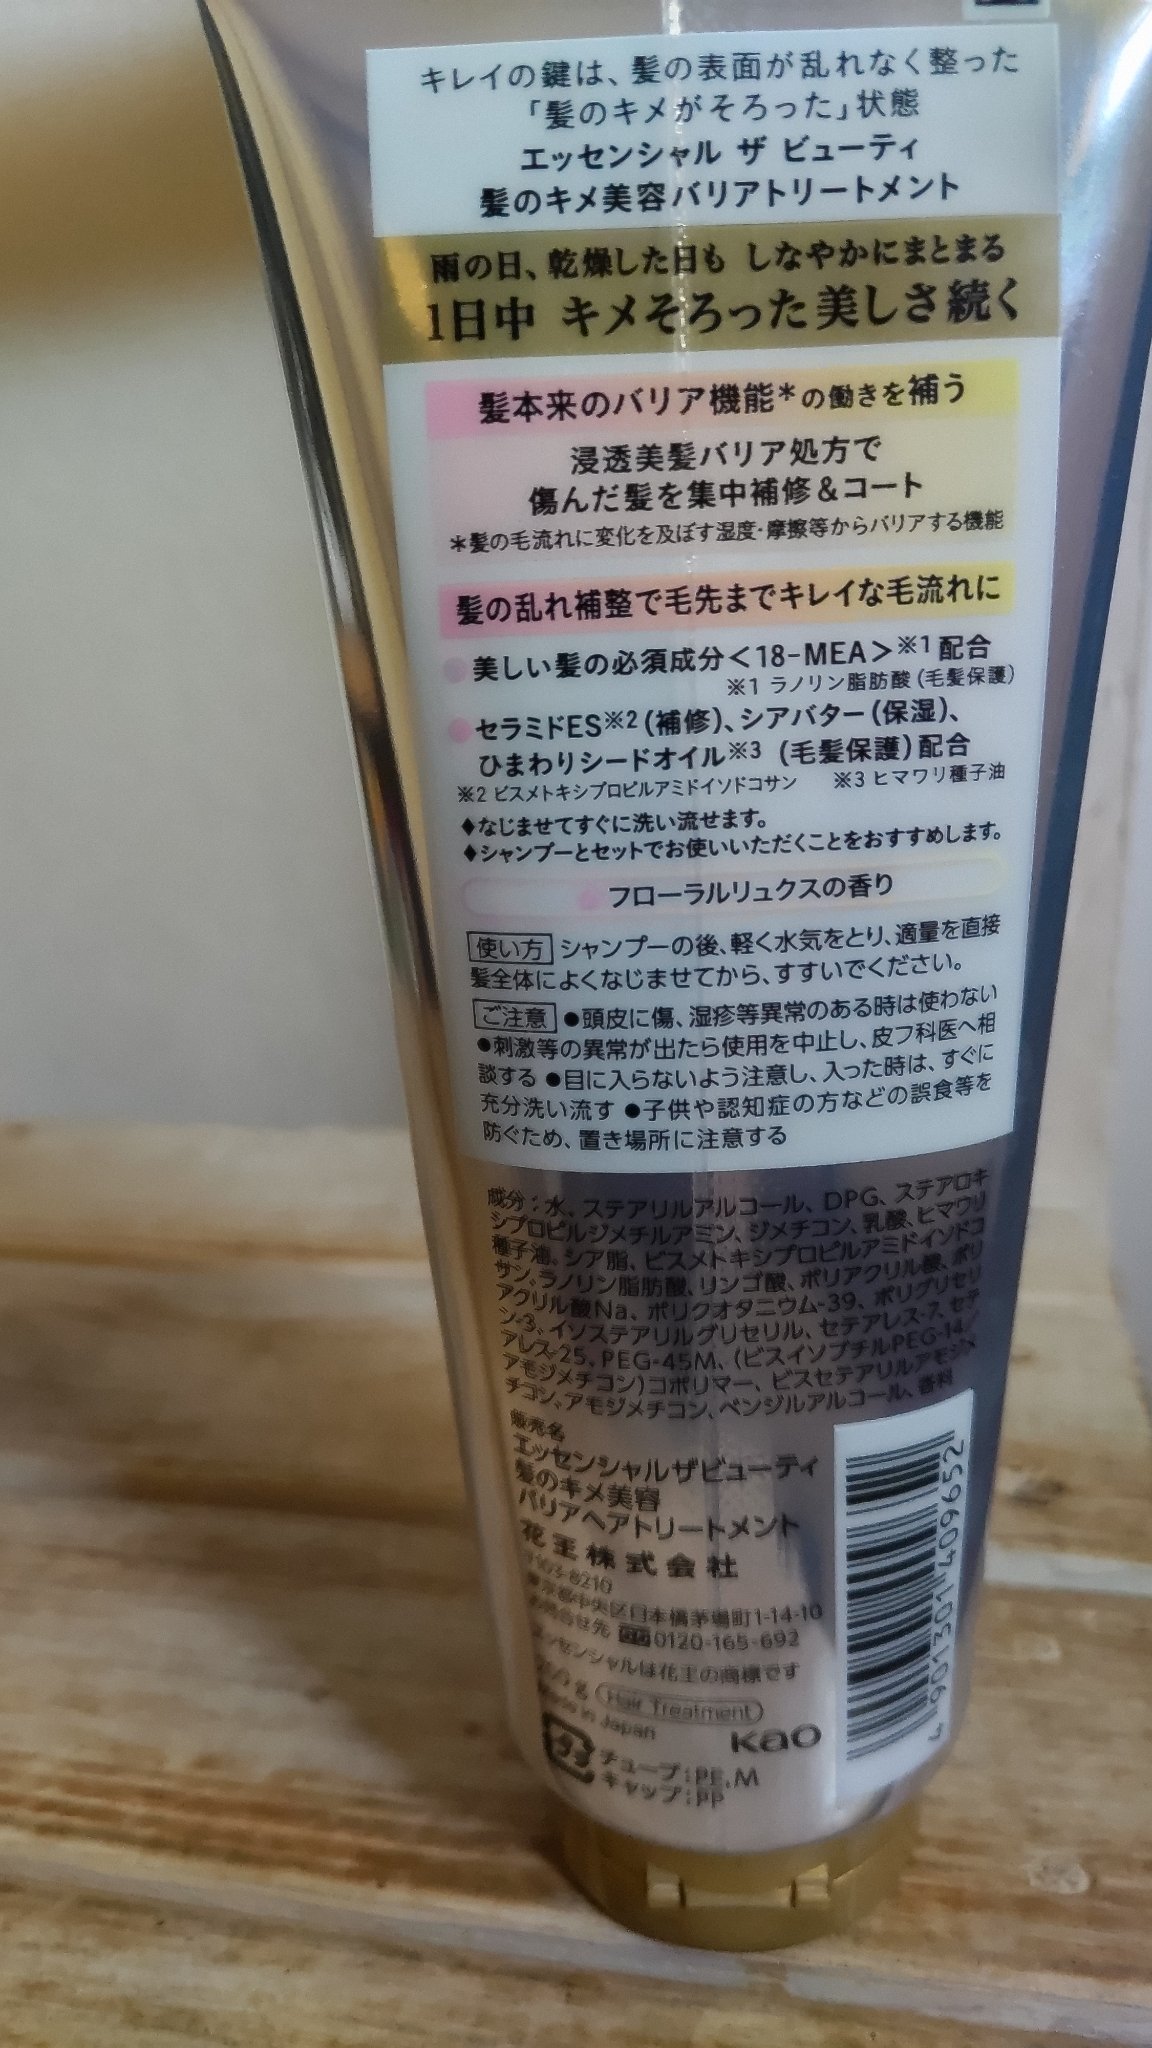 キレイの鍵は、髪の表面が乱れなく整った
「髪のキメがそろった」状態
エッセンシャル ザ ビューティ
髪のキメ美容バリアトリートメント
雨の日、乾燥した日も しなやかにまとまる
1日中 キメそろった美しさ続く
髪本来のバリア機能*の働きを補う
浸透美髪バリア処方で
傷んだ髪を集中補修&コート
*髪の毛流れに変化を及ぼす湿度・摩擦等からバリアする機能
髪の乱れ補整で毛先までキレイな毛流れに
●美しい髪の必須成分<18-MEA>※1配合
※1 ラノリン脂肪酸(毛髪保護)
●セラミドES※2(補修)、シアバター(保湿)、
ひまわりシードオイル※3(毛髪保護)配合
※2 ビスメトキシプロピルアミドイソドコサン ※3 ヒマワリ種子油
♦なじませてすぐに洗い流せます。
♦シャンプーとセットでお使いいただくことをおすすめします。
フローラルリュクスの香り
使い方 シャンプーの後、軽く水気をとり、適量を直接
髪全体によくなじませてから、すすいでください。
ご注意 ●頭皮に傷、湿疹等異常のある時は使わない
●刺激等の異常が出たら使用を中止し、皮フ科医へ相
談する ●目に入らないよう注意し、入った時は、すぐに
充分洗い流す ●子供や認知症の方などの誤食等を
防ぐため、置き場所に注意する
成分:水、ステアリルアルコール、DPG、ステアロキ
シプロピルジメチルアミン、ジメチコン、乳酸、ヒマワリ
種子油、シア脂、ビスメトキシプロピルアミドイソドコ
サン、ラノリン脂肪酸、リンゴ酸、ポリアクリル酸、ポリ
アクリル酸Na、ポリクオタニウム-39、ポリグリセリ
ン-3、イソステアリルグリセリル、セテアレス-7、セテ
アレス-25、PEG-45M、(ビスイソブチルPEG-14/
アモジメチコン)コポリマー、ビスセテアリルアモジメ
チコン、アモジメチコン、ベンジルアルコール、香料
販売名
エッセンシャルザビューティ
髪のキメ美容
バリアヘアトリートメント
花王株式会社
〒103-8210
東京都中央区日本橋茅場町1-14-10
お問合せ先 0120-165-692
エッセンシャルは花王の商標です
Hair Treatment
Made in Japan
Kao
チューブ:PE,M
キャップ:PP
4901301409652